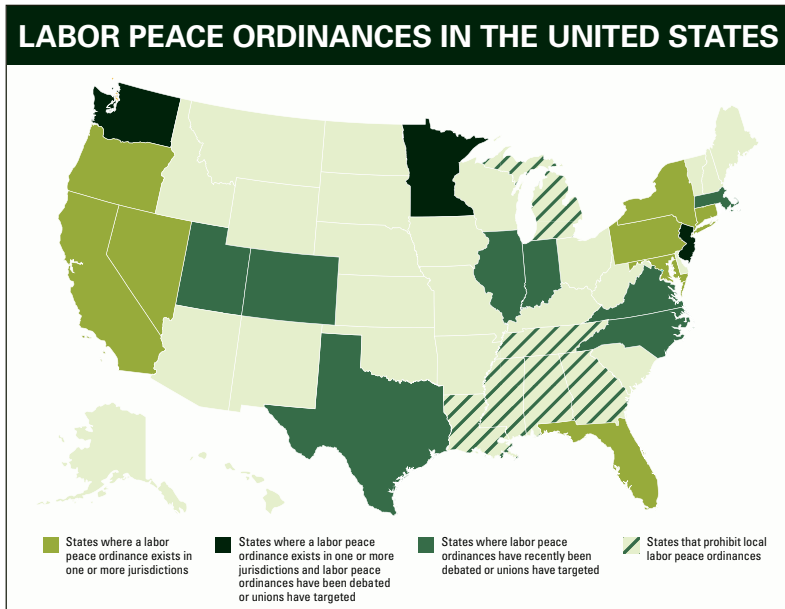 LABOR PEACE ORDINANCES IN THE UNITED STATES
States where a labor
peace ordinance exists in
one or more jurisdictions
States where a labor peace
ordinance exists in one or more
jurisdictions and labor peace
ordinances have been debated
or unions have targeted
States where labor peace
ordinances have recently been
debated or unions have targeted
States that prohibit local
labor peace ordinances